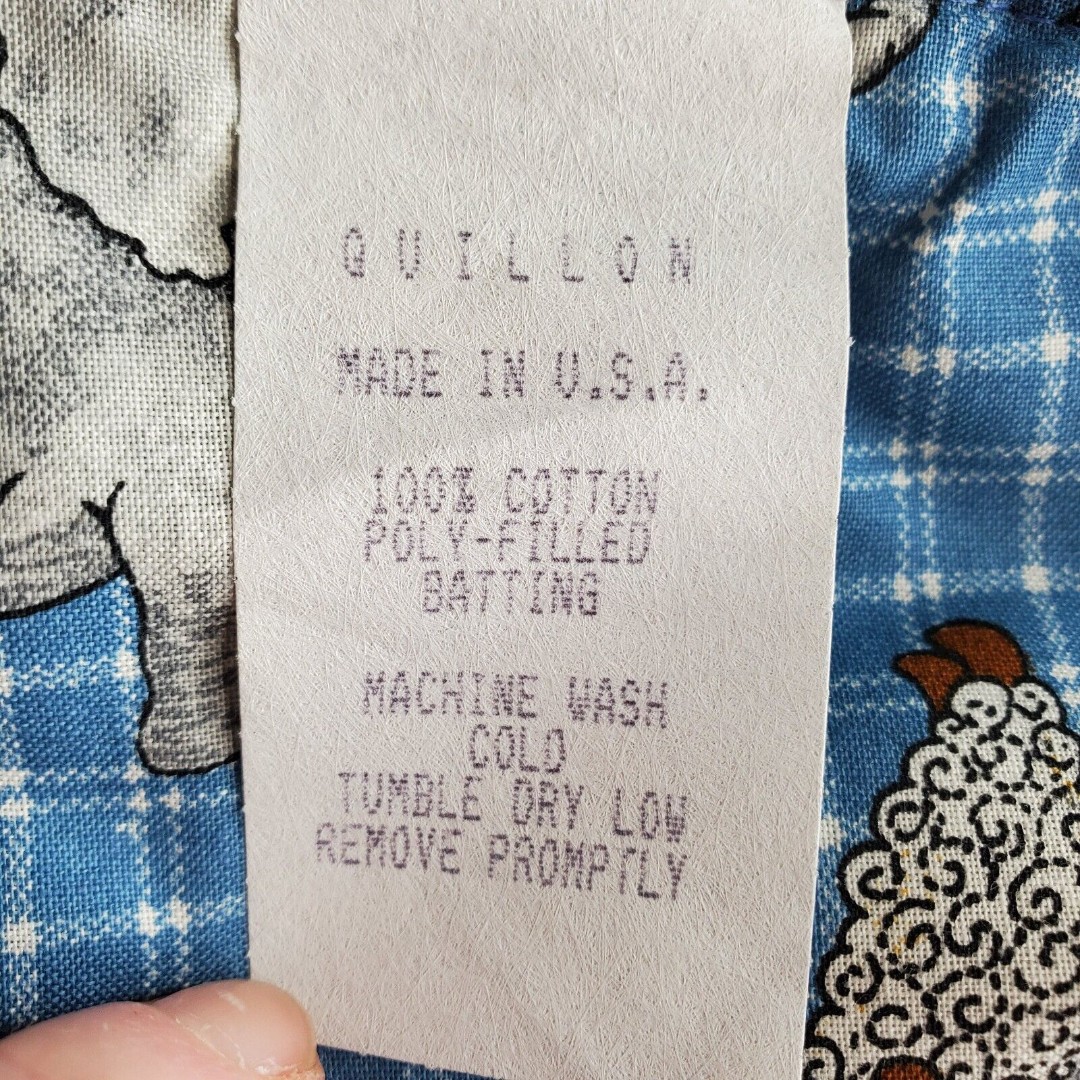 QUILLON
MADE IN U.S.A.
100% COTTON
POLY-FILLED
BATTING
MACHINE WASH
COLD
TUMBLE DRY LOW
REMOVE PROMPTLY